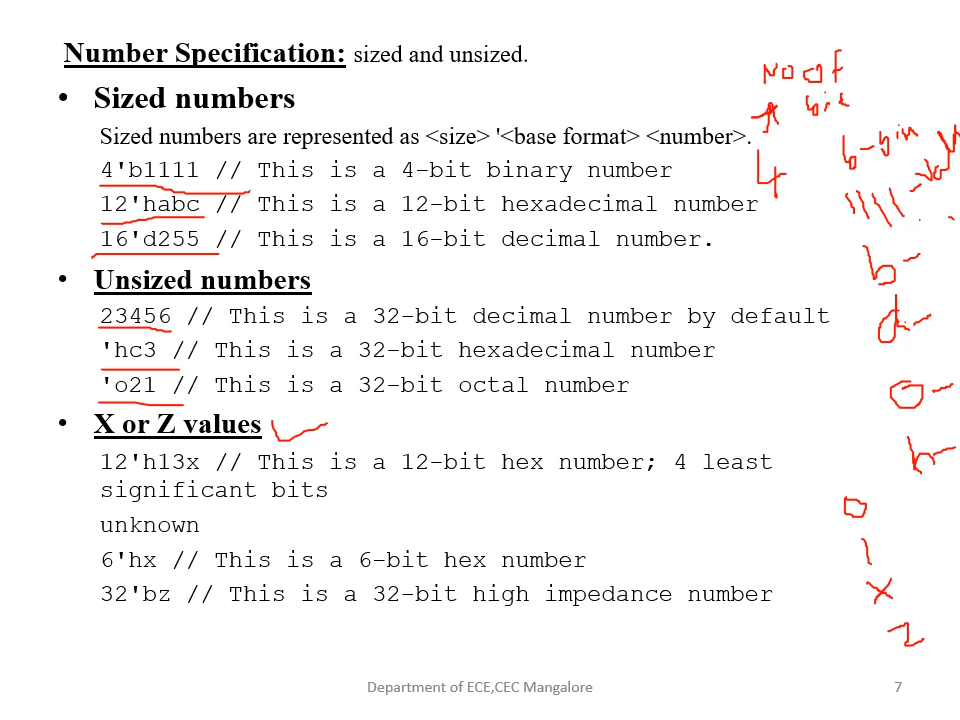 Number Specification: sized and unsized.
• Sized numbers
Sized numbers are represented as <size> '<base format> <number>.
4'b1111 // This is a 4-bit binary number
12'habc // This is a 12-bit hexadecimal number
16'd255 // This is a 16-bit decimal number.
• Unsized numbers
23456 // This is a 32-bit decimal number by default
'hc3 // This is a 32-bit hexadecimal number
'o21 // This is a 32-bit octal number
• X or Z values
12'h13x // This is a 12-bit hex number; 4 least
significant bits
unknown
6'hx // This is a 6-bit hex number
32'bz // This is a 32-bit high impedance number
NO OF
4
b-bin
b-
d-
o-
h-
0
1
X
Z
Department of ECE,CEC Mangalore
7